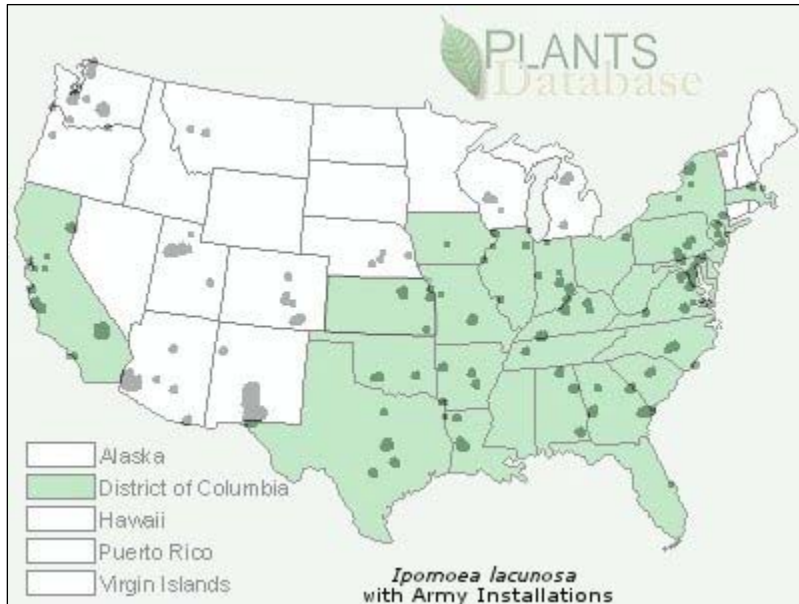 PLANTS
Database
Alaska
District of Columbia
Hawaii
Puerto Rico
Virgin Islands
Ipomoea lacunosa
with Army Installations